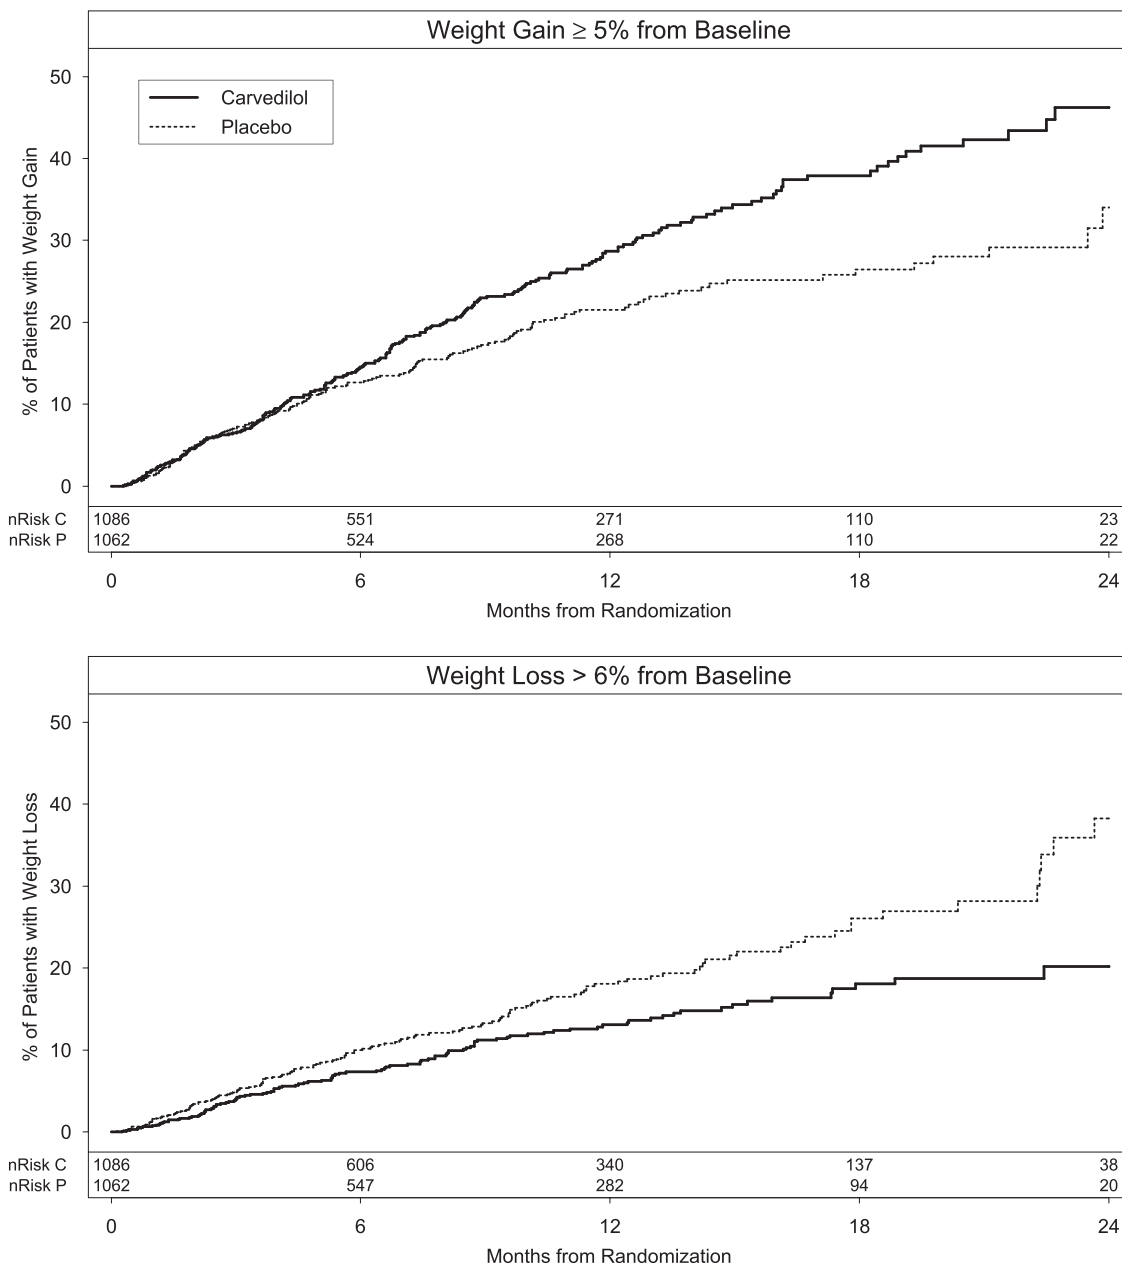 Weight Gain ≥ 5% from Baseline
% of Patients with Weight Gain
50
40
30
20
10
0
Carvedilol
Placebo
nRisk C 1086 551 271 110 23
nRisk P 1062 524 268 110 22
0 6 12 18 24
Months from Randomization
Weight Loss > 6% from Baseline
% of Patients with Weight Loss
50
40
30
20
10
0
nRisk C 1086 606 340 137 38
nRisk P 1062 547 282 94 20
0 6 12 18 24
Months from Randomization